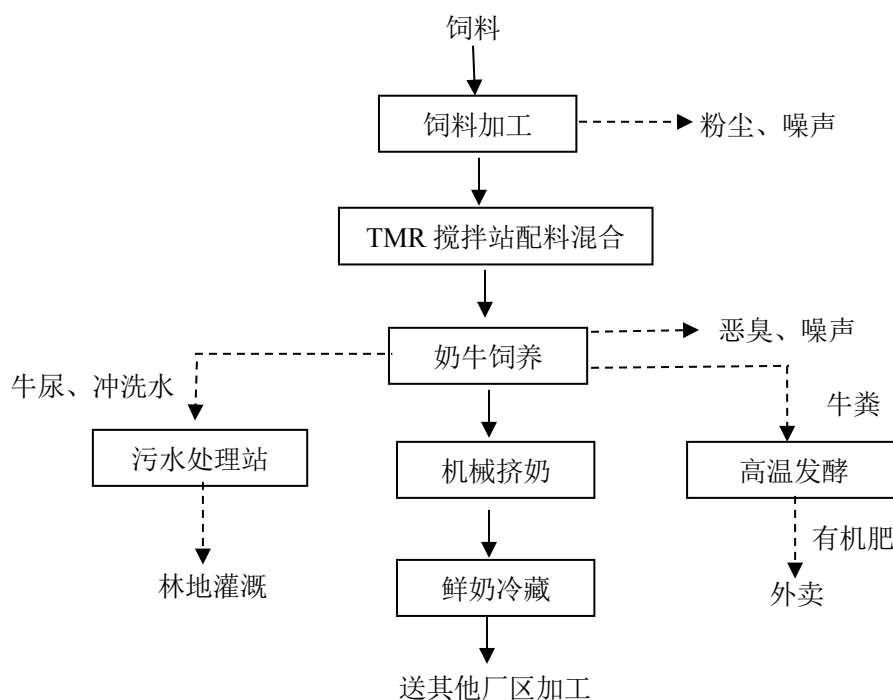 饲料
饲料加工
粉尘、噪声
TMR 搅拌站配料混合
恶臭、噪声
奶牛饲养
牛尿、冲洗水
牛粪
污水处理站
机械挤奶
高温发酵
有机肥
林地灌溉
鲜奶冷藏
外卖
送其他厂区加工